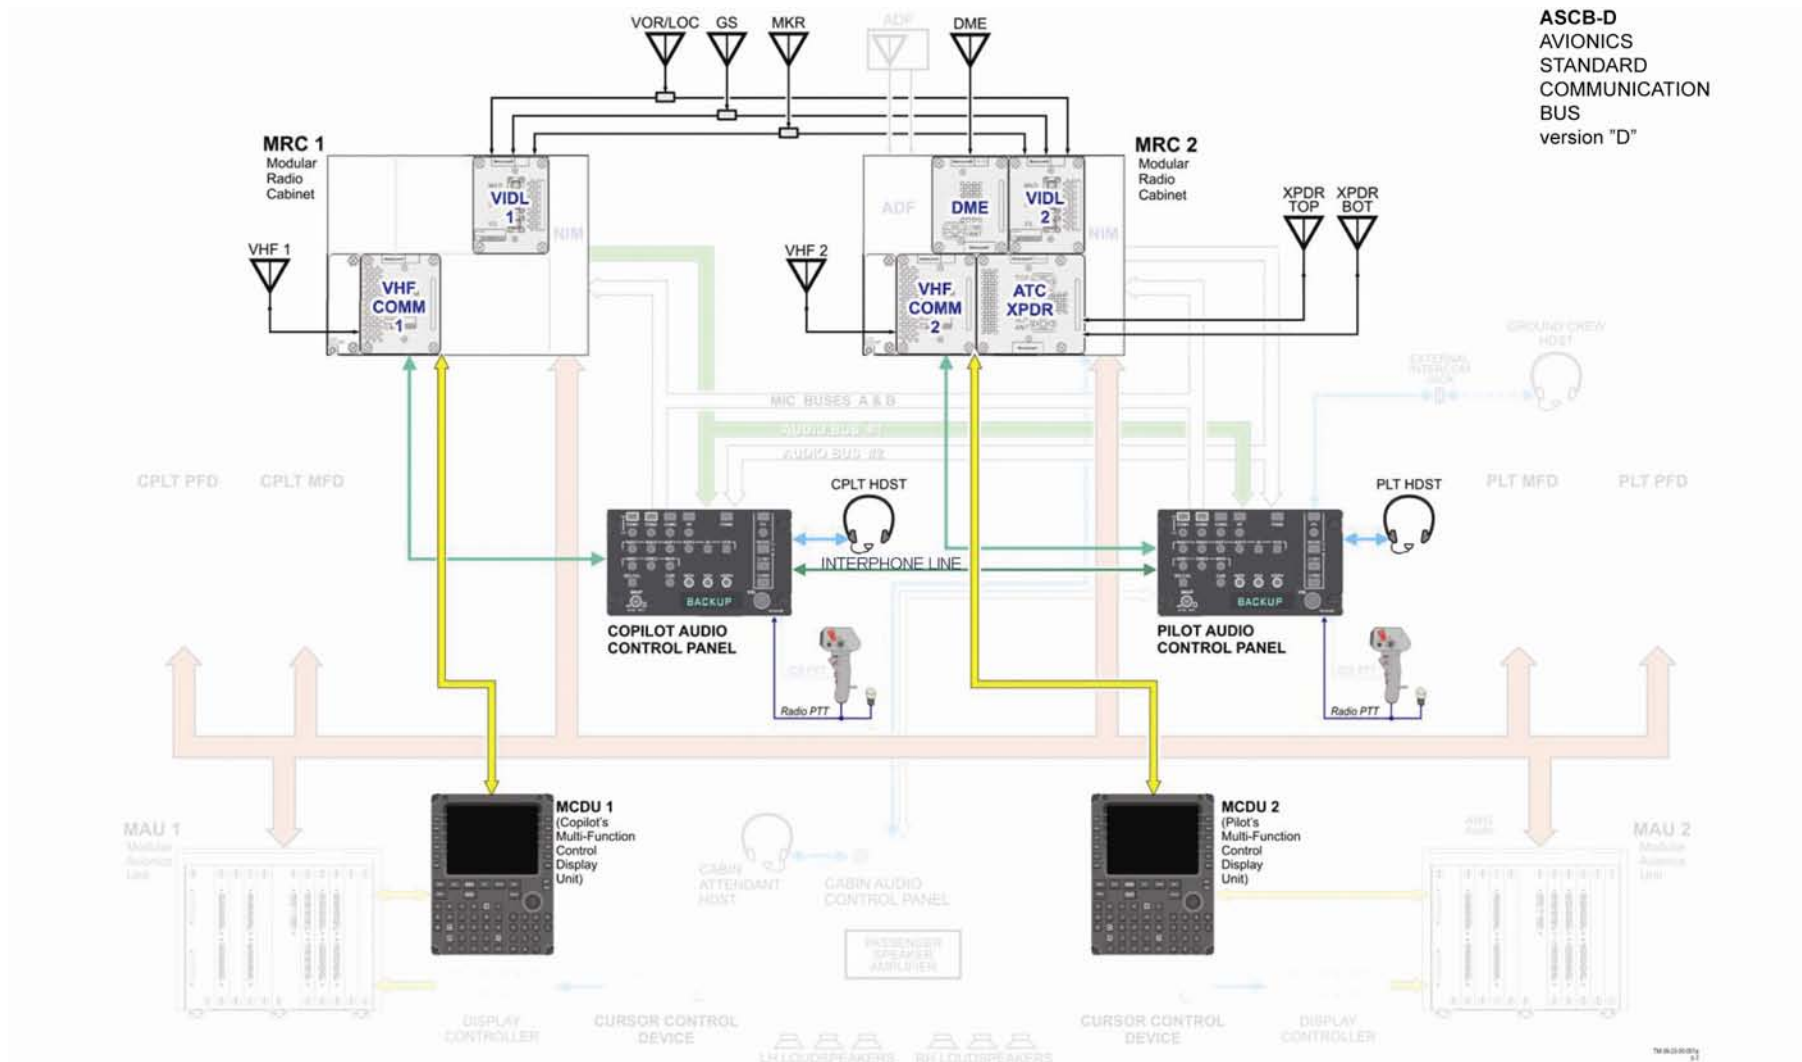 VOR/LOC GS MKR ADF DME
ASCB-D
AVIONICS
STANDARD
COMMUNICATION
BUS
version "D"
MRC 1
Modular
Radio
Cabinet
VIDL
1
NIM
VHF 1
VHF
COMM
1
ADF
DME
VIDL
2
NIM
MRC 2
Modular
Radio
Cabinet
VHF 2
VHF
COMM
2
ATC
XPDR
XPDR
TOP
XPDR
BOT
GROUND CREW
HDST
EXTERNAL
INTERCOM
JACK
MIC BUSES A & B
AUDIO BUS #1
AUDIO BUS #2
CPLT PFD
CPLT MFD
CPLT HDST
PLT HDST
PLT MFD
PLT PFD
INTERPHONE LINE
BACKUP
BACKUP
COPILOT AUDIO
CONTROL PANEL
PILOT AUDIO
CONTROL PANEL
ICS PTT
ICS PTT
Radio PTT
Radio PTT
MCDU 1
(Copilot's
Multi-Function
Control
Display
Unit)
MCDU 2
(Pilot's
Multi-Function
Control
Display
Unit)
MAU 1
Modular
Avionics
Unit
MAU 2
Modular
Avionics
Unit
Audio
CABIN
ATTENDANT
HDST
CABIN AUDIO
CONTROL PANEL
PASSENGER
SPEAKER
AMPLIFIER
DISPLAY
CONTROLLER
CURSOR CONTROL
DEVICE
CURSOR CONTROL
DEVICE
DISPLAY
CONTROLLER
LH LOUDSPEAKERS
RH LOUDSPEAKERS